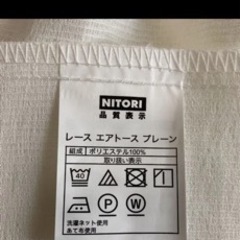 NITORI
品質表示
レース エアトース プレーン
組成 ポリエステル100%
取り扱い表示
40
P W
洗濯ネット使用
あて布使用